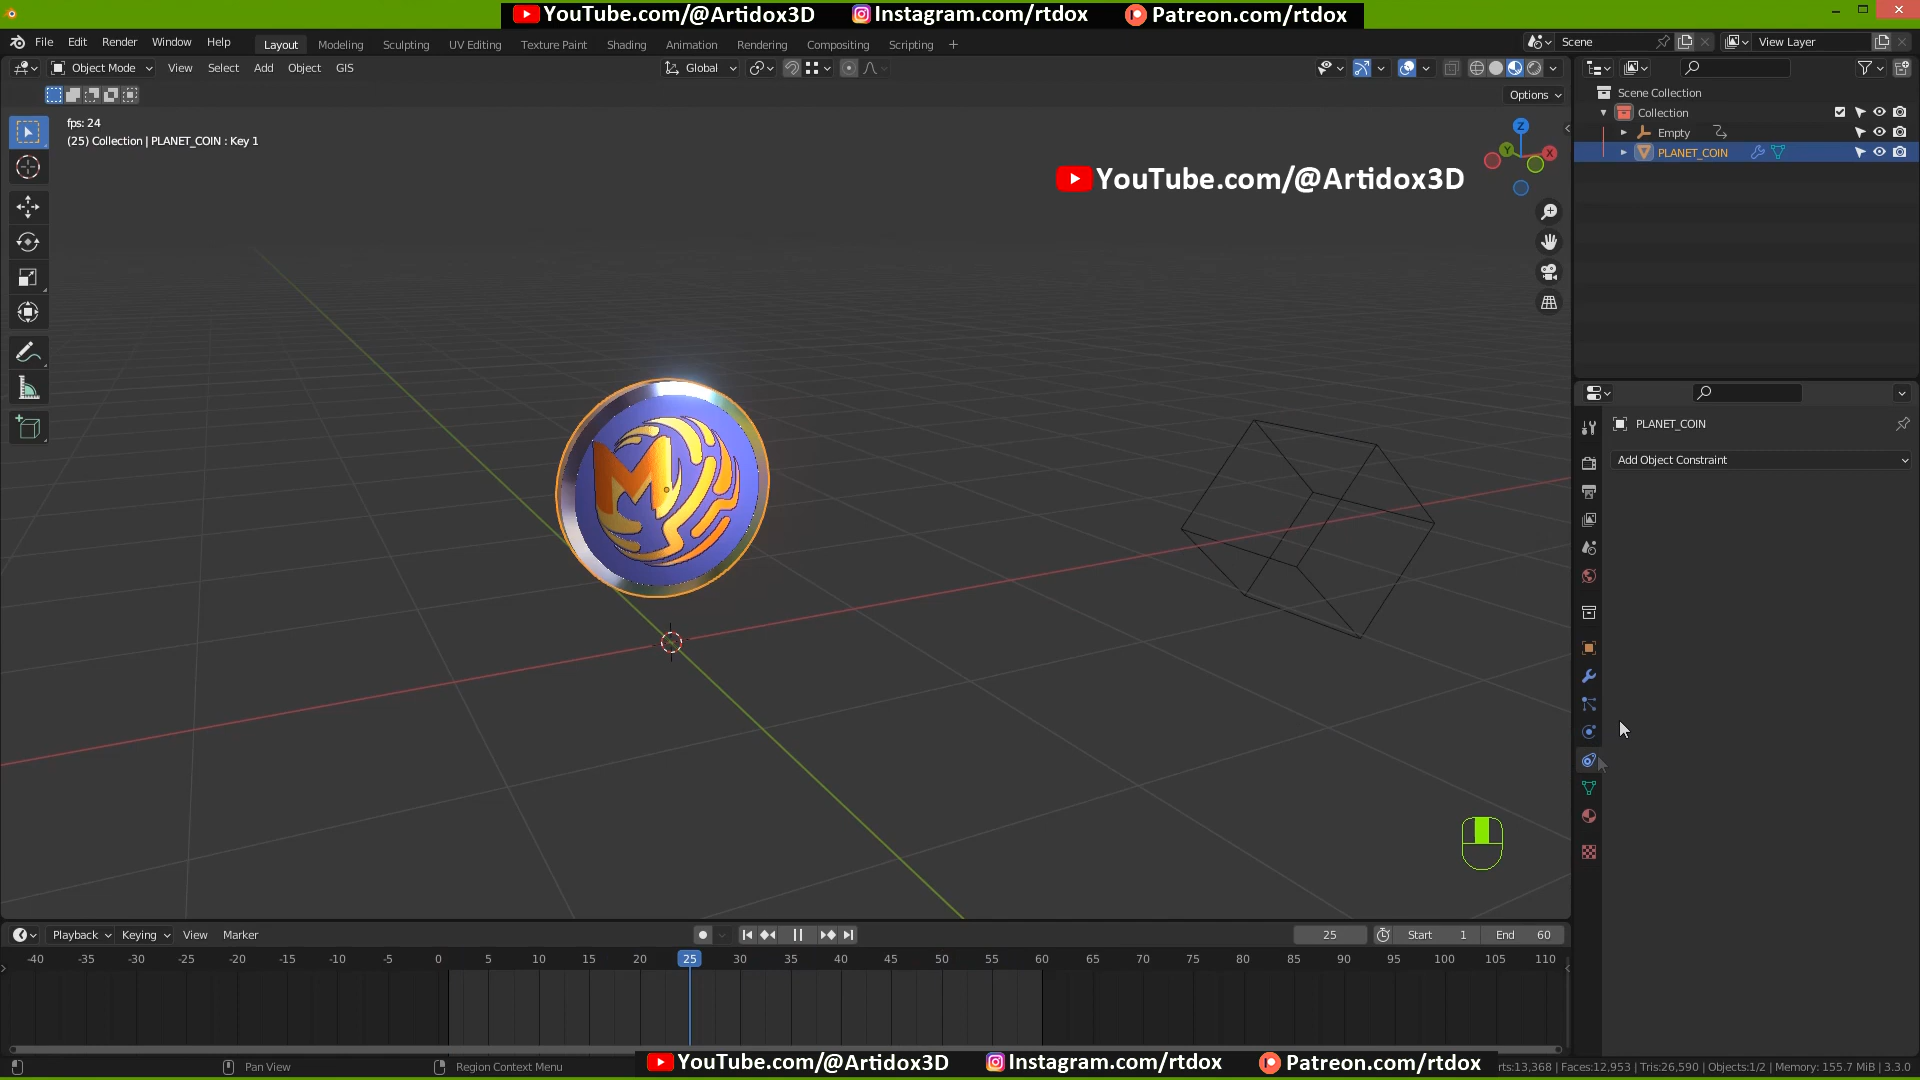 YouTube.com/@Artidox3D Instagram.com/rtdox Patreon.com/rtdox
File Edit Render Window Help Layout Modeling Sculpting UV Editing Texture Paint Shading Animation Rendering Compositing Scripting + Scene View Layer
Object Mode View Select Add Object GIS Global
Options
fps: 24
(25) Collection | PLANET_COIN : Key 1
YouTube.com/@Artidox3D
Z
Y
X
M
Scene Collection
Collection
Empty
PLANET_COIN
PLANET_COIN
Add Object Constraint
Playback Keying View Marker 25 Start 1 End 60
-40 -35 -30 -25 -20 -15 -10 -5 0 5 10 15 20 25 30 35 40 45 50 55 60 65 70 75 80 85 90 95 100 105 110
Pan View Region Context Menu YouTube.com/@Artidox3D Instagram.com/rtdox Patreon.com/rtdox rts:13,368 | Faces:12,953 | Tris:26,590 | Objects:1/2 | Memory: 155.7 MiB | 3.3.0